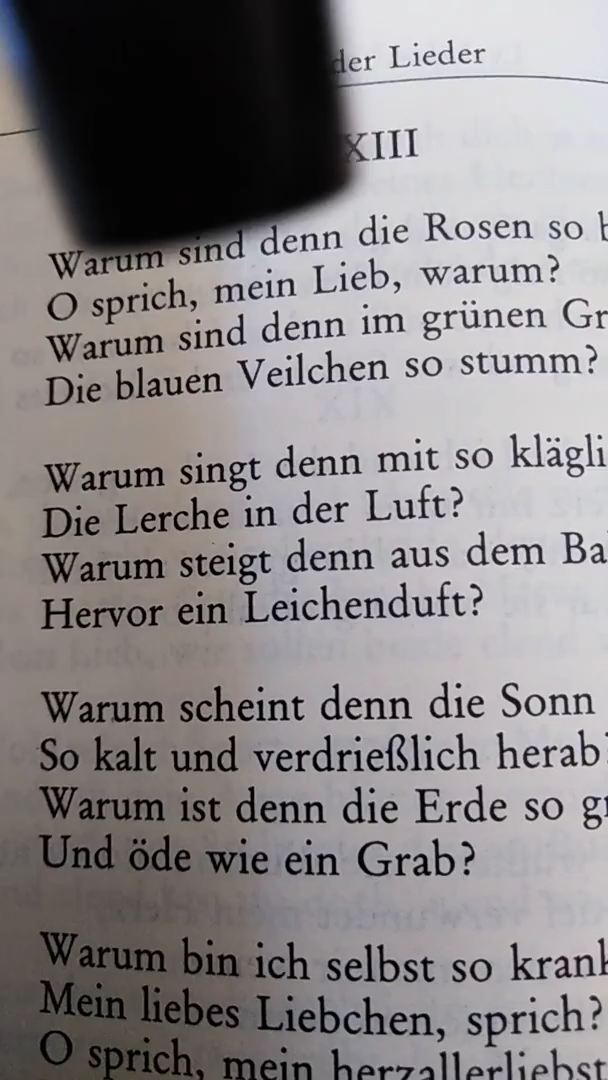 der Lieder
XIII
Warum sind denn die Rosen so
O sprich, mein Lieb, warum?
Warum sind denn im grünen
Die blauen Veilchen so stumm?
Warum singt denn mit so
Die Lerche in der Luft?
Warum steigt denn aus dem
Hervor ein Leichenduft?
Warum scheint denn die Sonn
So kalt und verdrießlich herab
Warum ist denn die Erde so
Und öde wie ein Grab?
Warum bin ich selbst so
Mein liebes Liebchen, sprich?
O sprich, mein